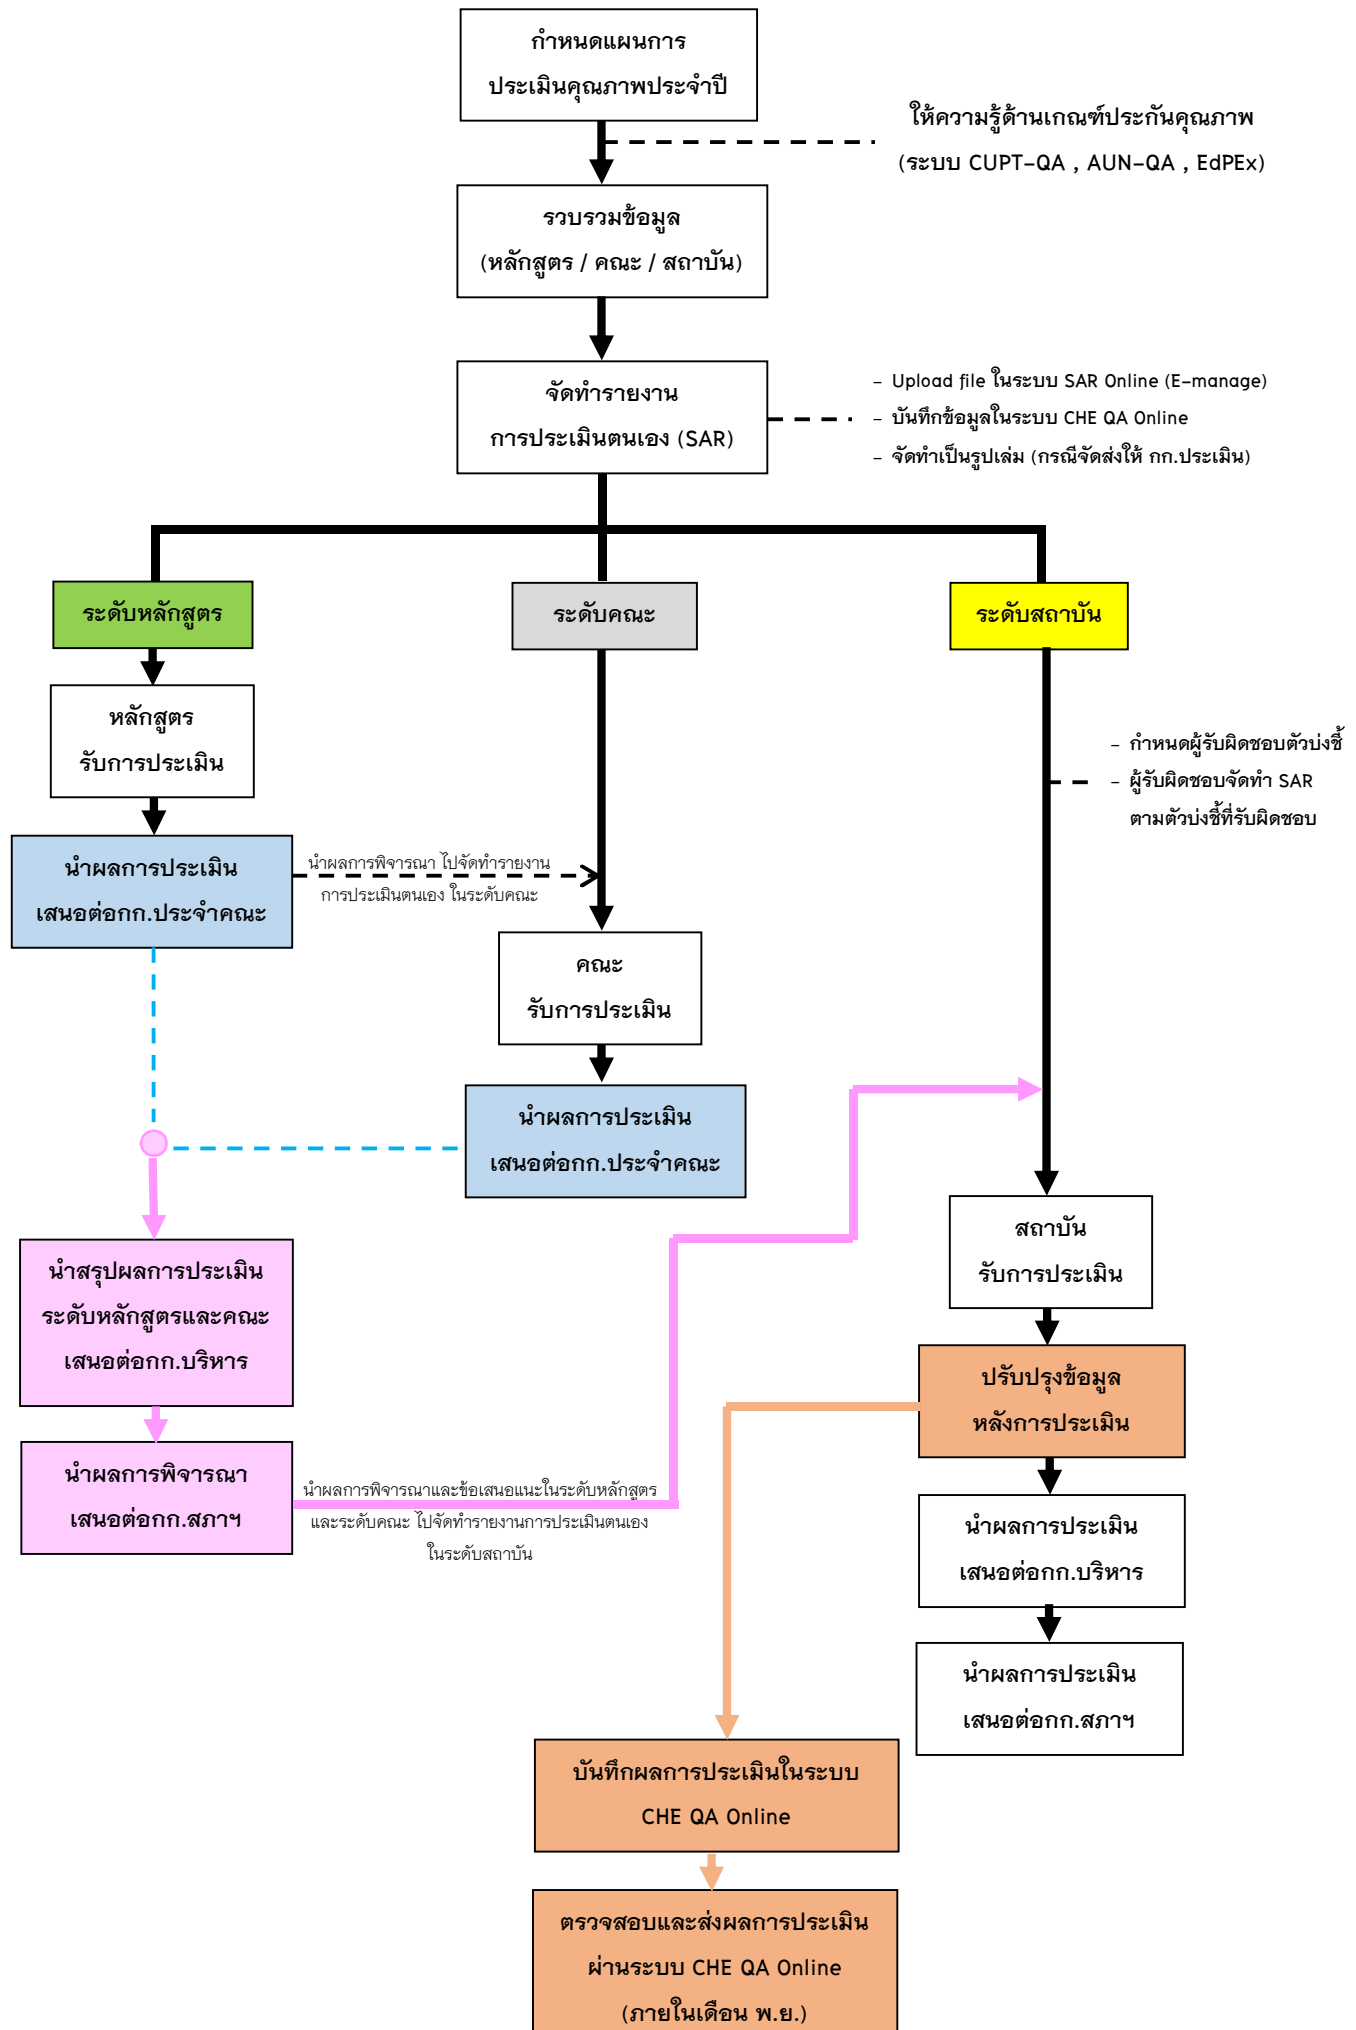 กำหนดแผนการ
ประเมินคุณภาพประจำปี
ให้ความรู้ด้านเกณฑ์ประกันคุณภาพ
(ระบบ CUPT-QA , AUN-QA , EdPEx)
รวบรวมข้อมูล
(หลักสูตร / คณะ / สถาบัน)
จัดทำรายงาน
การประเมินตนเอง (SAR)
- Upload file ในระบบ SAR Online (E-manage)
- บันทึกข้อมูลในระบบ CHE QA Online
- จัดทำเป็นรูปเล่ม (กรณีจัดส่งให้ กก.ประเมิน)
ระดับหลักสูตร
ระดับคณะ
ระดับสถาบัน
หลักสูตร
รับการประเมิน
- กำหนดผู้รับผิดชอบตัวบ่งชี้
- ผู้รับผิดชอบจัดทำ SAR
ตามตัวบ่งชี้ที่รับผิดชอบ
นำผลการประเมิน
เสนอต่อกก.ประจำคณะ
นำผลการพิจารณา ไปจัดทำรายงาน
การประเมินตนเอง ในระดับคณะ
คณะ
รับการประเมิน
นำผลการประเมิน
เสนอต่อกก.ประจำคณะ
สถาบัน
รับการประเมิน
นำสรุปผลการประเมิน
ระดับหลักสูตรและคณะ
เสนอต่อกก.บริหาร
ปรับปรุงข้อมูล
หลังการประเมิน
นำผลการพิจารณา
เสนอต่อกก.สภาฯ
นำผลการพิจารณาและข้อเสนอแนะในระดับหลักสูตร
และระดับคณะ ไปจัดทำรายงานการประเมินตนเอง
ในระดับสถาบัน
นำผลการประเมิน
เสนอต่อกก.บริหาร
นำผลการประเมิน
เสนอต่อกก.สภาฯ
บันทึกผลการประเมินในระบบ
CHE QA Online
ตรวจสอบและส่งผลการประเมิน
ผ่านระบบ CHE QA Online
(ภายในเดือน พ.ย.)